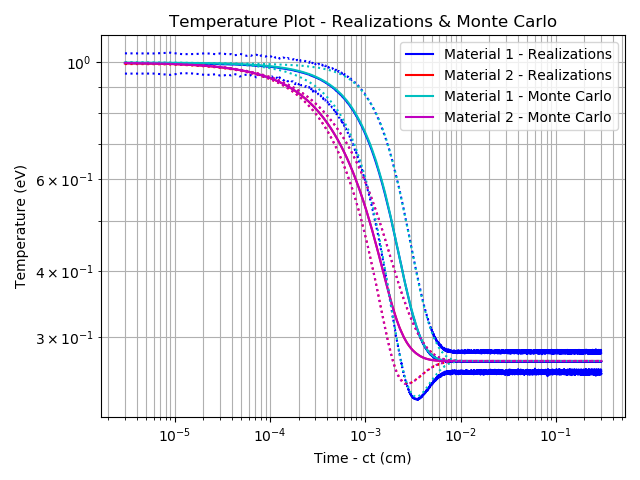 Temperature Plot - Realizations & Monte Carlo
Material 1 - Realizations
Material 2 - Realizations
Material 1 - Monte Carlo
Material 2 - Monte Carlo
Temperature (eV)
10⁰
6 × 10⁻¹
4 × 10⁻¹
3 × 10⁻¹
10⁻⁵ 10⁻⁴ 10⁻³ 10⁻² 10⁻¹
Time - ct (cm)